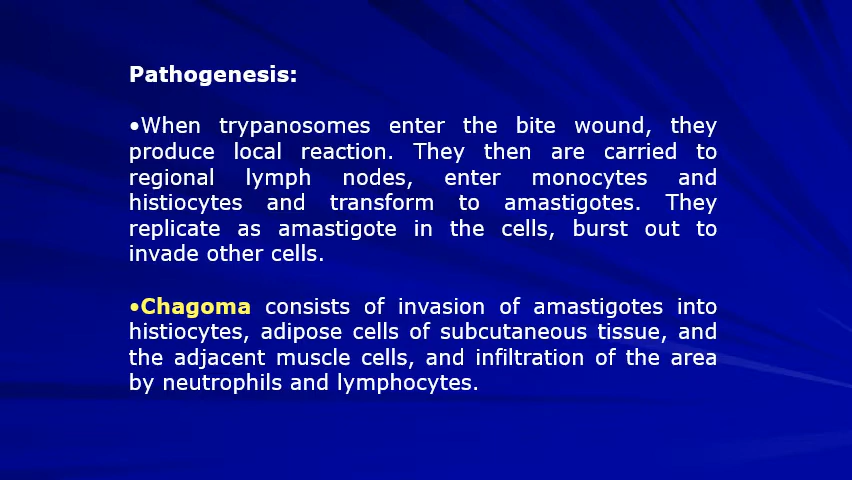 Pathogenesis:
•When trypanosomes enter the bite wound, they
produce local reaction. They then are carried to
regional lymph nodes, enter monocytes and
histiocytes and transform to amastigotes. They
replicate as amastigote in the cells, burst out to
invade other cells.
•Chagoma consists of invasion of amastigotes into
histiocytes, adipose cells of subcutaneous tissue, and
the adjacent muscle cells, and infiltration of the area
by neutrophils and lymphocytes.